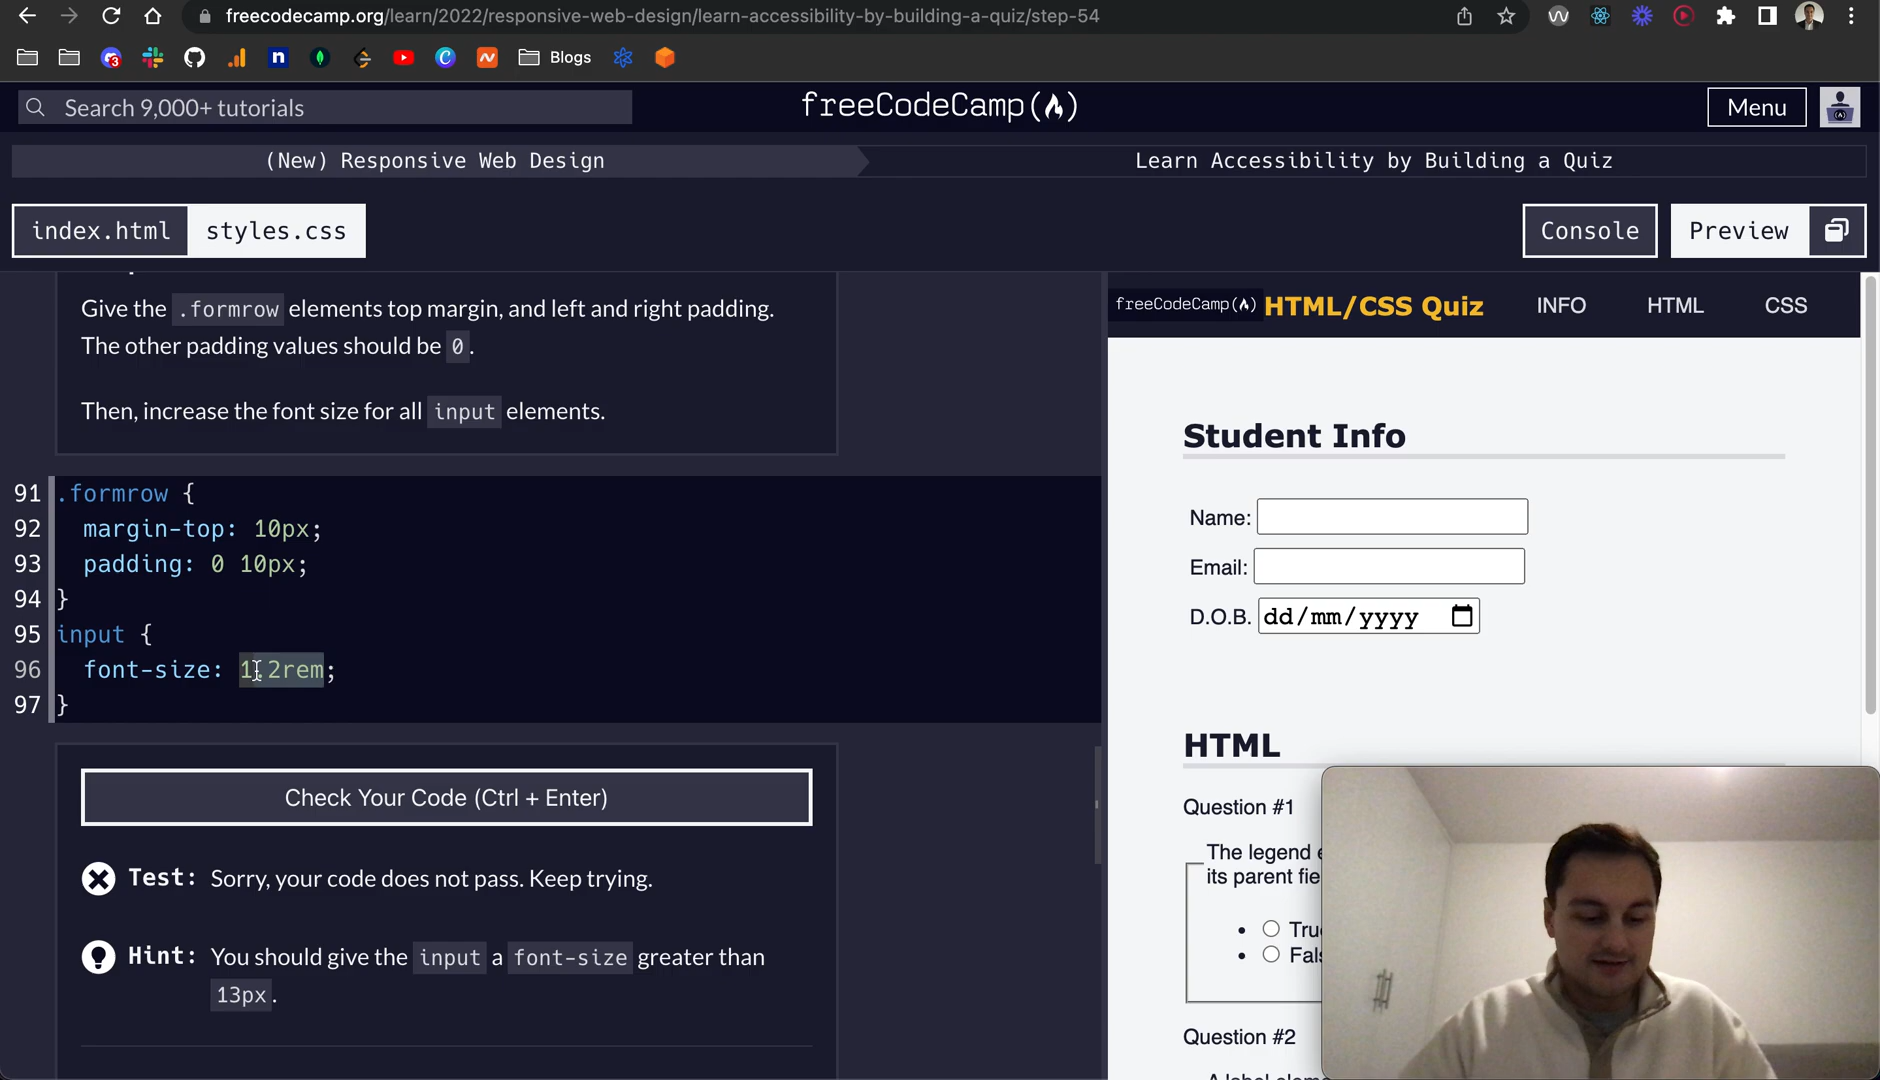 freecodecamp.org/learn/2022/responsive-web-design/learn-accessibility-by-building-a-quiz/step-54
3
n
Blogs
Search 9,000+ tutorials
freeCodeCamp(🔥)
Menu
(New) Responsive Web Design
Learn Accessibility by Building a Quiz
index.html
styles.css
Console
Preview
Give the .formrow elements top margin, and left and right padding.
The other padding values should be 0.
Then, increase the font size for all input elements.
91 .formrow {
92 margin-top: 10px;
93 padding: 0 10px;
94 }
95 input {
96 font-size: 1.2rem;
97 }
Check Your Code (Ctrl + Enter)
Test: Sorry, your code does not pass. Keep trying.
Hint: You should give the input a font-size greater than
13px.
freeCodeCamp(🔥)
HTML/CSS Quiz
INFO
HTML
CSS
Student Info
Name:
Email:
D.O.B. dd/mm/yyyy
HTML
Question #1
The legend
its parent
Question #2